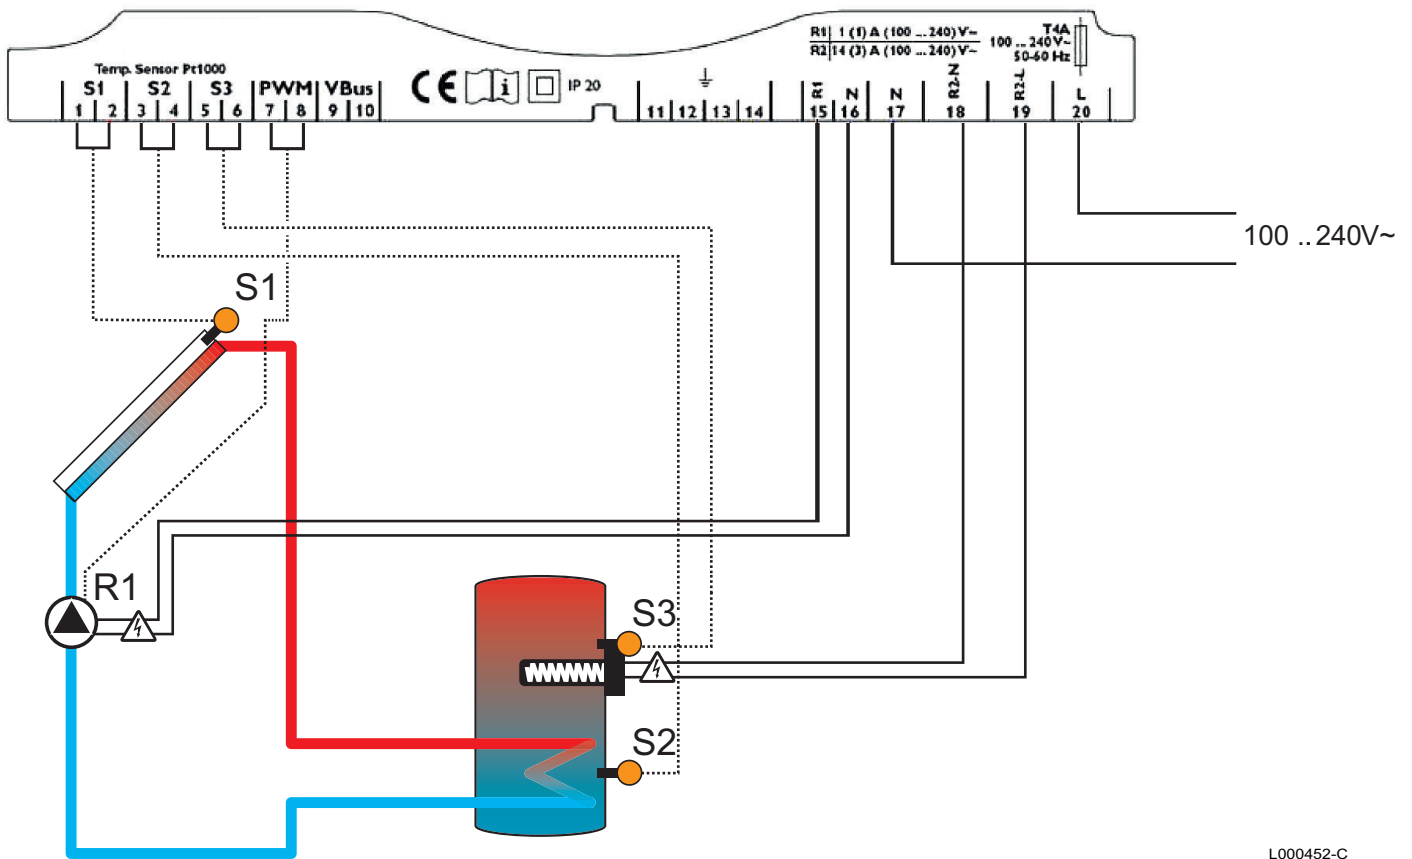 R1 1 (1) A (100 ... 240) V~
R2 14 (3) A (100 ... 240) V~
T4A
100 ... 240V~
50-60 Hz
Temp. Sensor Pt1000
S1 S2 S3 PWM VBus
CE i IP 20
R1 N N R2-N R2-L L
1 2 3 4 5 6 7 8 9 10 11 12 13 14 15 16 17 18 19 20
100 .. 240V~
S1
R1
S3
S2
L000452-C